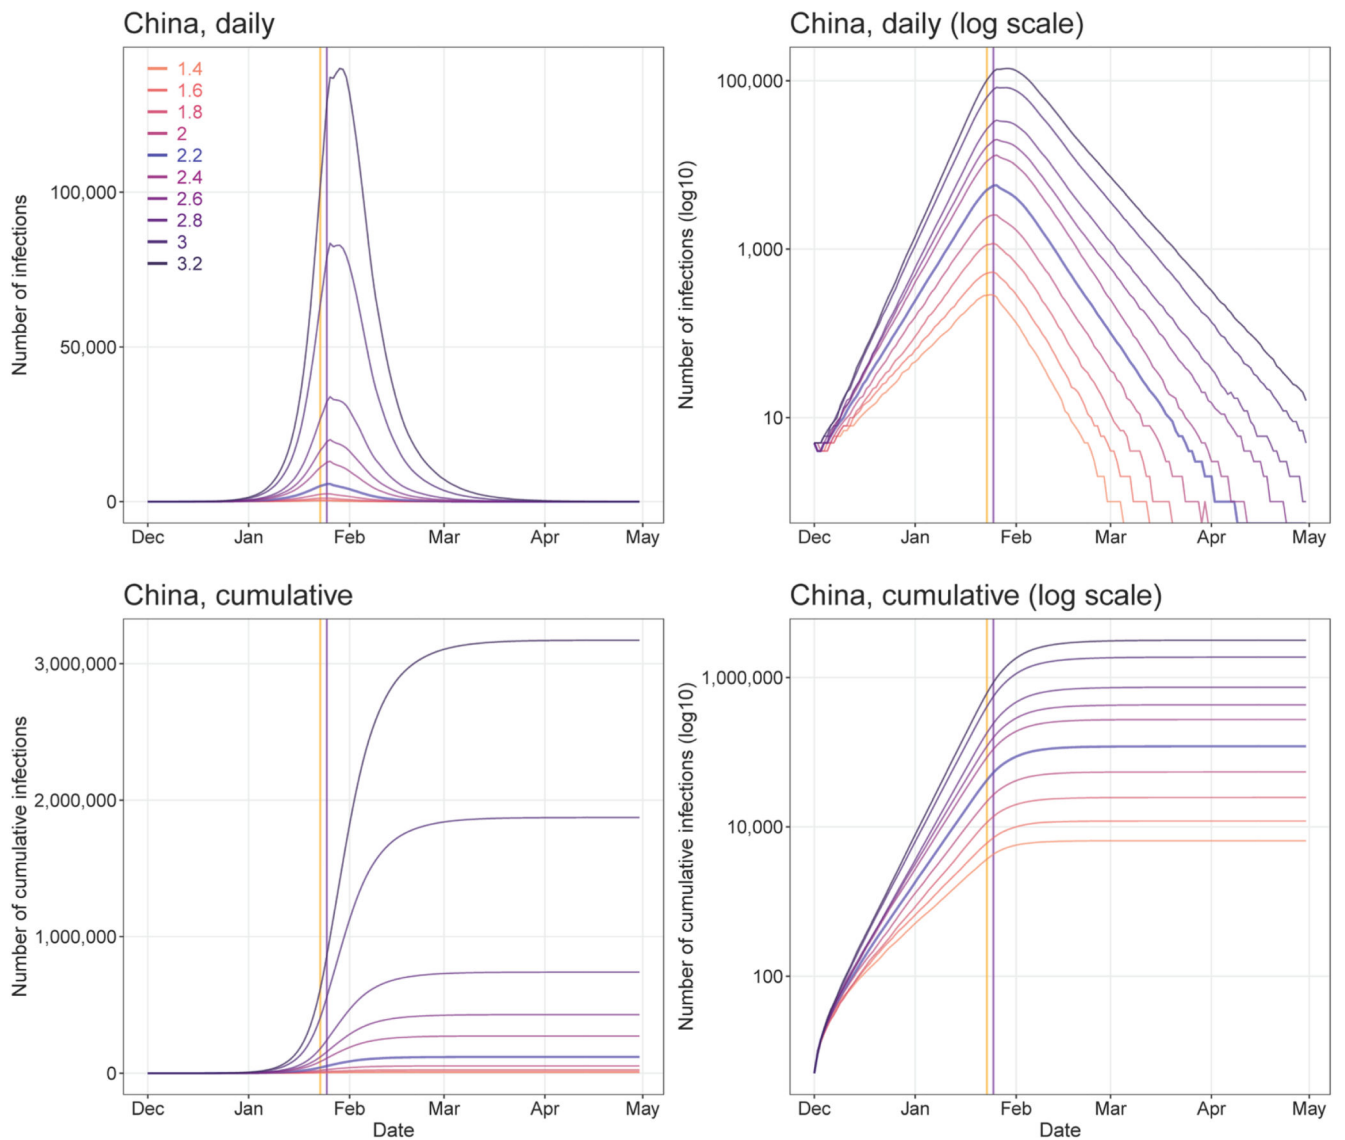 China, daily
1.4
1.6
1.8
2
2.2
2.4
2.6
2.8
3
3.2
100,000
50,000
0
Number of infections
Dec Jan Feb Mar Apr May
China, daily (log scale)
100,000
1,000
10
Number of infections (log10)
Dec Jan Feb Mar Apr May
China, cumulative
3,000,000
2,000,000
1,000,000
0
Number of cumulative infections
Dec Jan Feb Mar Apr May
Date
China, cumulative (log scale)
1,000,000
10,000
100
Number of cumulative infections (log10)
Dec Jan Feb Mar Apr May
Date